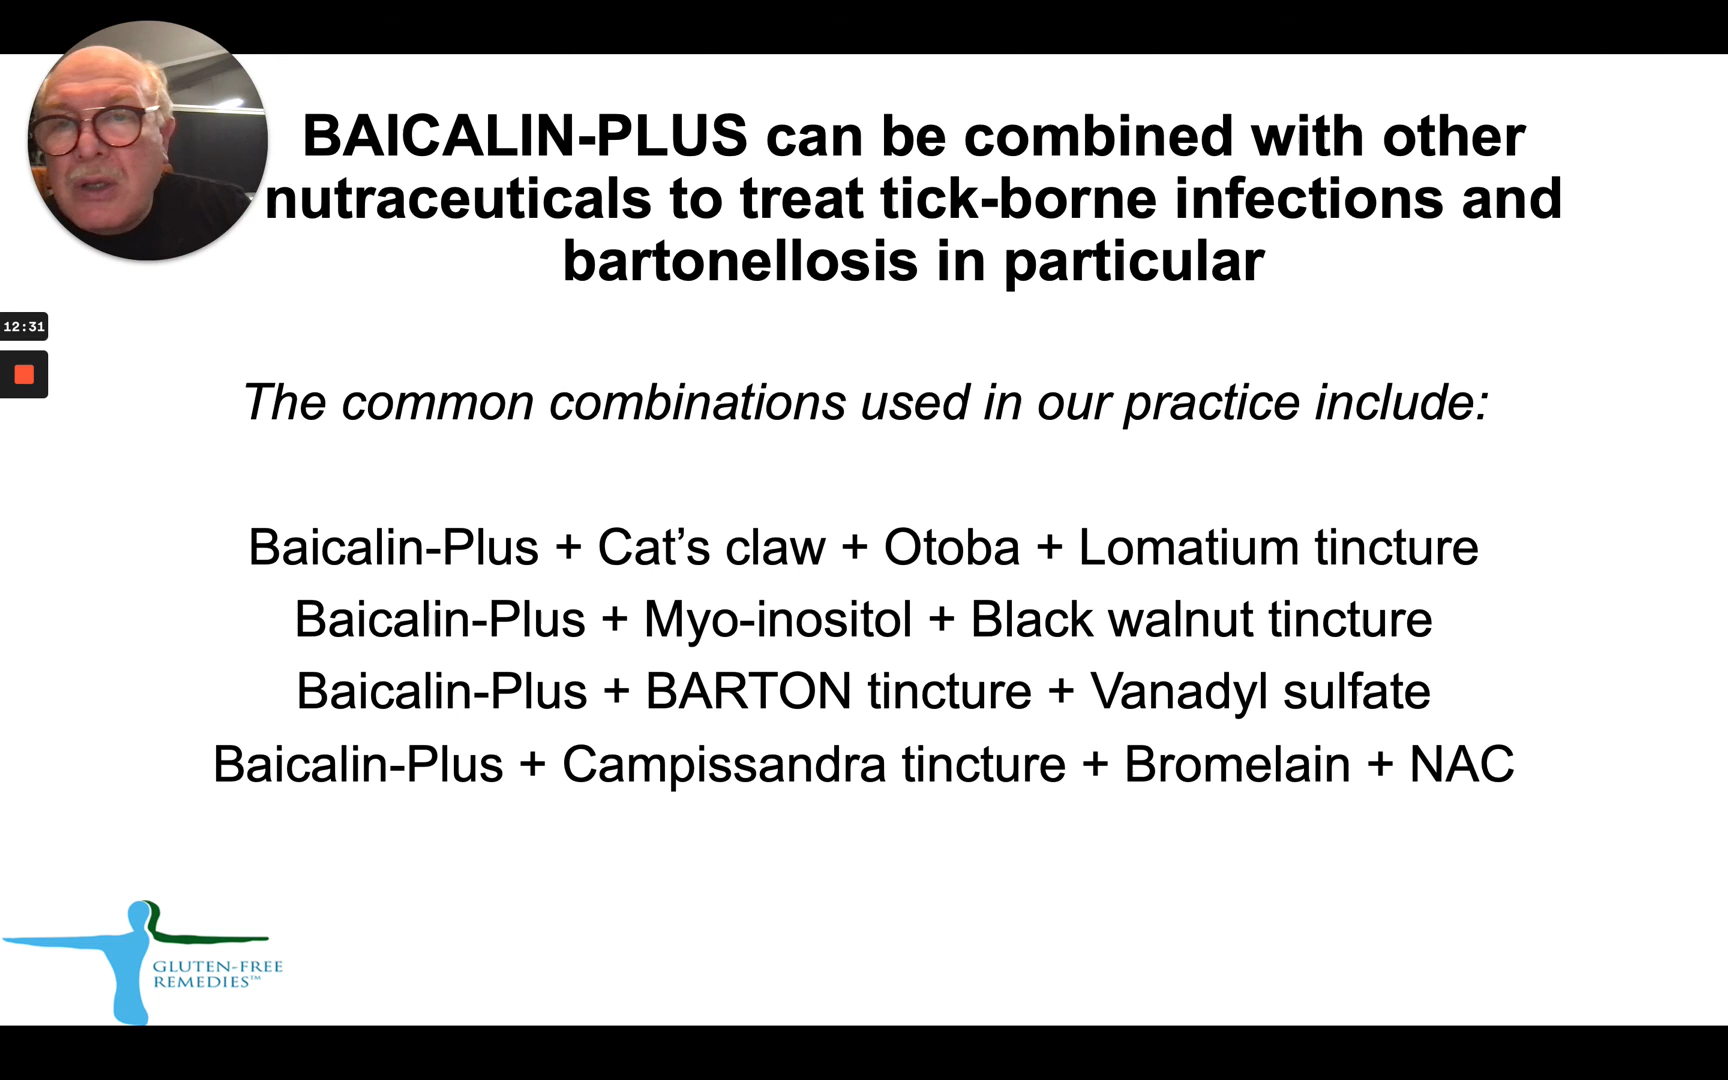 BAICALIN-PLUS can be combined with other
nutraceuticals to treat tick-borne infections and
bartonellosis in particular
12:31
The common combinations used in our practice include:
Baicalin-Plus + Cat’s claw + Otoba + Lomatium tincture
Baicalin-Plus + Myo-inositol + Black walnut tincture
Baicalin-Plus + BARTON tincture + Vanadyl sulfate
Baicalin-Plus + Campissandra tincture + Bromelain + NAC
GLUTEN-FREE
REMEDIES™